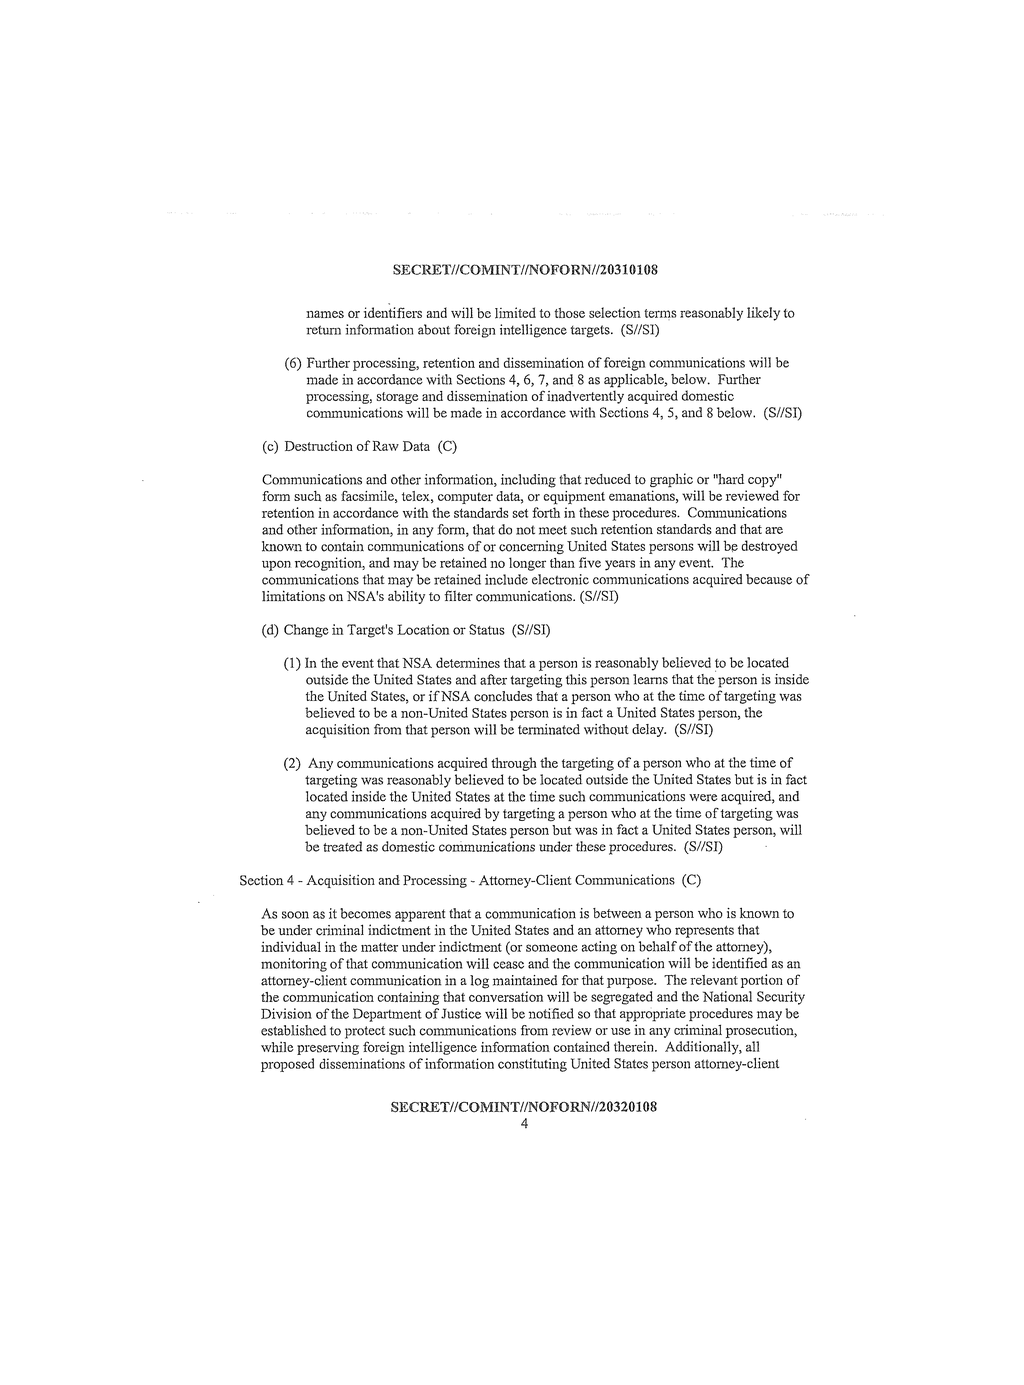 SECRET//COMINT//NOFORN//20310108
names or identifiers and will be limited to those selection terms reasonably likely to
return information about foreign intelligence targets. (S//SI)
(6) Further processing, retention and dissemination of foreign communications will be
made in accordance with Sections 4, 6, 7, and 8 as applicable, below. Further
processing, storage and dissemination of inadvertently acquired domestic
communications will be made in accordance with Sections 4, 5, and 8 below. (S//SI)
(c) Destruction of Raw Data (C)
Communications and other information, including that reduced to graphic or "hard copy"
form such as facsimile, telex, computer data, or equipment emanations, will be reviewed for
retention in accordance with the standards set forth in these procedures. Communications
and other information, in any form, that do not meet such retention standards and that are
known to contain communications of or concerning United States persons will be destroyed
upon recognition, and may be retained no longer than five years in any event. The
communications that may be retained include electronic communications acquired because of
limitations on NSA's ability to filter communications. (S//SI)
(d) Change in Target's Location or Status (S//SI)
(1) In the event that NSA determines that a person is reasonably believed to be located
outside the United States and after targeting this person learns that the person is inside
the United States, or if NSA concludes that a person who at the time of targeting was
believed to be a non-United States person is in fact a United States person, the
acquisition from that person will be terminated without delay. (S//SI)
(2) Any communications acquired through the targeting of a person who at the time of
targeting was reasonably believed to be located outside the United States but is in fact
located inside the United States at the time such communications were acquired, and
any communications acquired by targeting a person who at the time of targeting was
believed to be a non-United States person but was in fact a United States person, will
be treated as domestic communications under these procedures. (S//SI)
Section 4 - Acquisition and Processing - Attorney-Client Communications (C)
As soon as it becomes apparent that a communication is between a person who is known to
be under criminal indictment in the United States and an attorney who represents that
individual in the matter under indictment (or someone acting on behalf of the attorney),
monitoring of that communication will cease and the communication will be identified as an
attorney-client communication in a log maintained for that purpose. The relevant portion of
the communication containing that conversation will be segregated and the National Security
Division of the Department of Justice will be notified so that appropriate procedures may be
established to protect such communications from review or use in any criminal prosecution,
while preserving foreign intelligence information contained therein. Additionally, all
proposed disseminations of information constituting United States person attorney-client
SECRET//COMINT//NOFORN//20320108
4